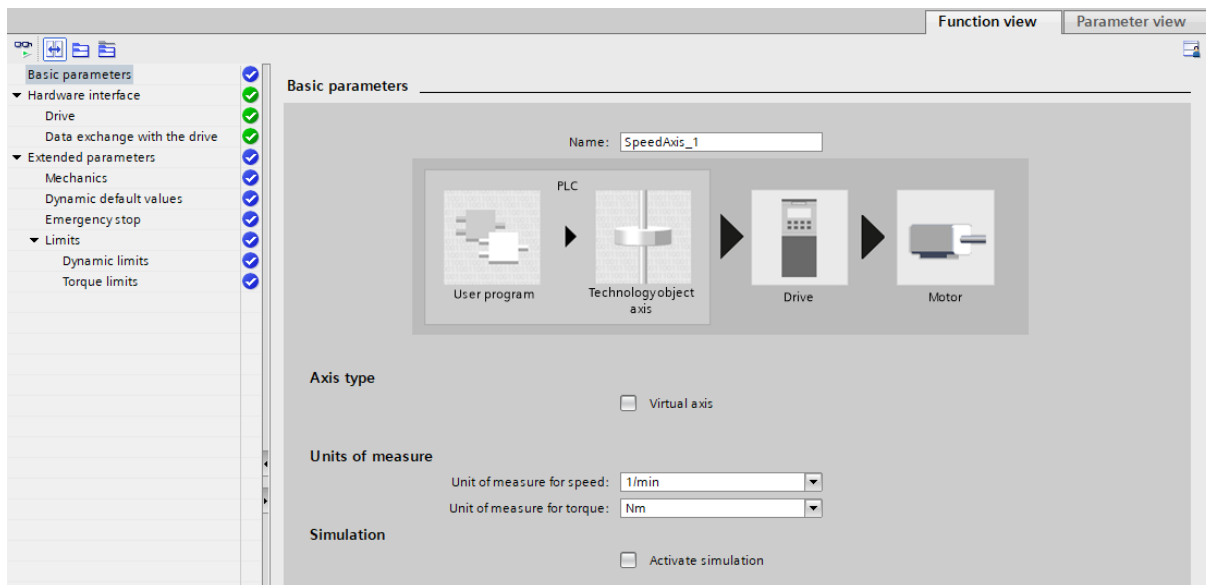 Function view
Parameter view
Basic parameters
Hardware interface
Drive
Data exchange with the drive
Extended parameters
Mechanics
Dynamic default values
Emergency stop
Limits
Dynamic limits
Torque limits
Basic parameters
Name: SpeedAxis_1
PLC
User program
Technology object
axis
Drive
Motor
Axis type
Virtual axis
Units of measure
Unit of measure for speed: 1/min
Unit of measure for torque: Nm
Simulation
Activate simulation